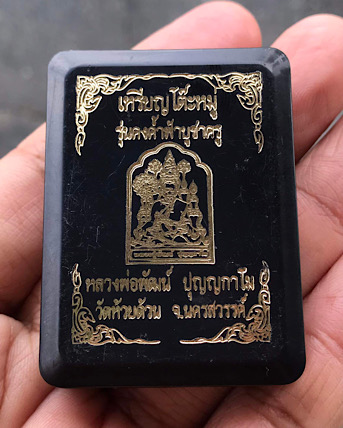 เหรียญโต๊ะหมู่
รุ่นคงค้ำฟ้าบูชาครู
หลวงพ่อพัฒน์ ปุญญกาโม
วัดห้วยด้วน จ.นครสวรรค์